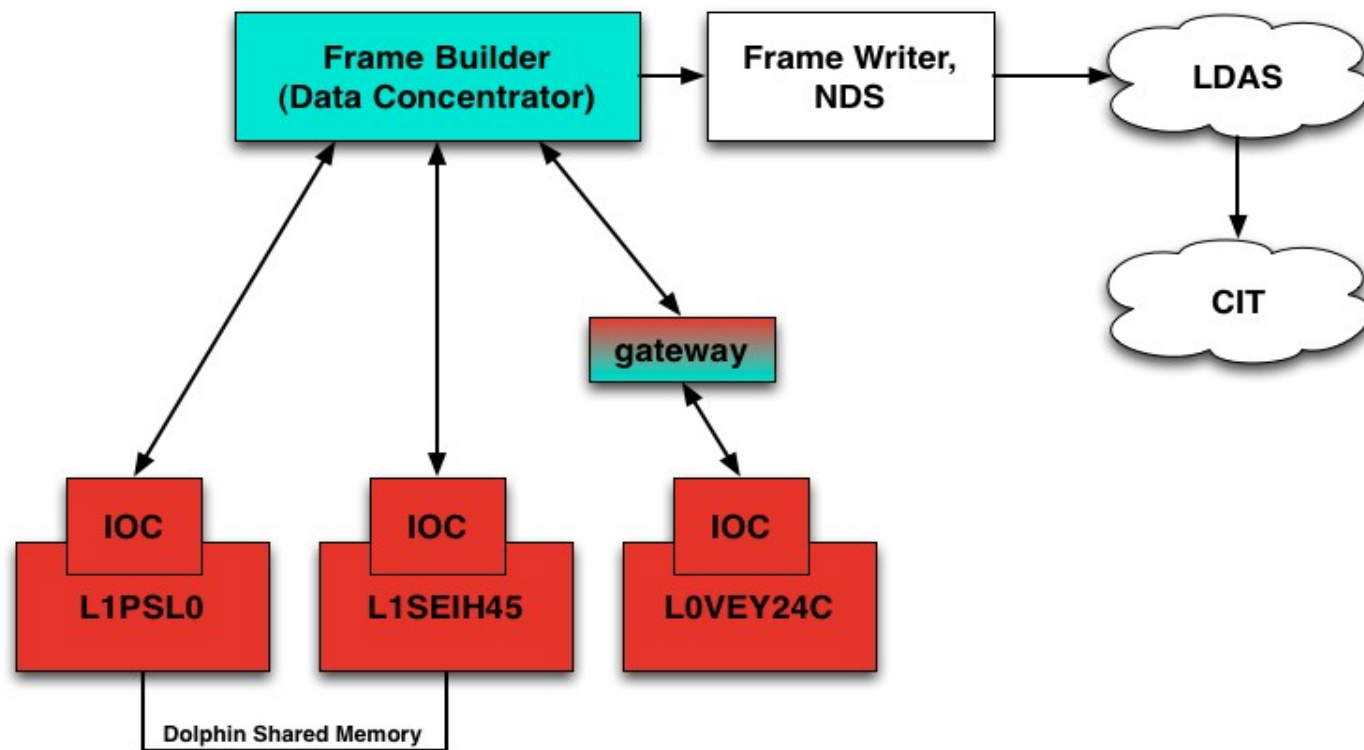 Frame Builder
(Data Concentrator)
Frame Writer,
NDS
LDAS
CIT
gateway
IOC
IOC
IOC
L1PSL0
L1SEIH45
L0VEY24C
Dolphin Shared Memory